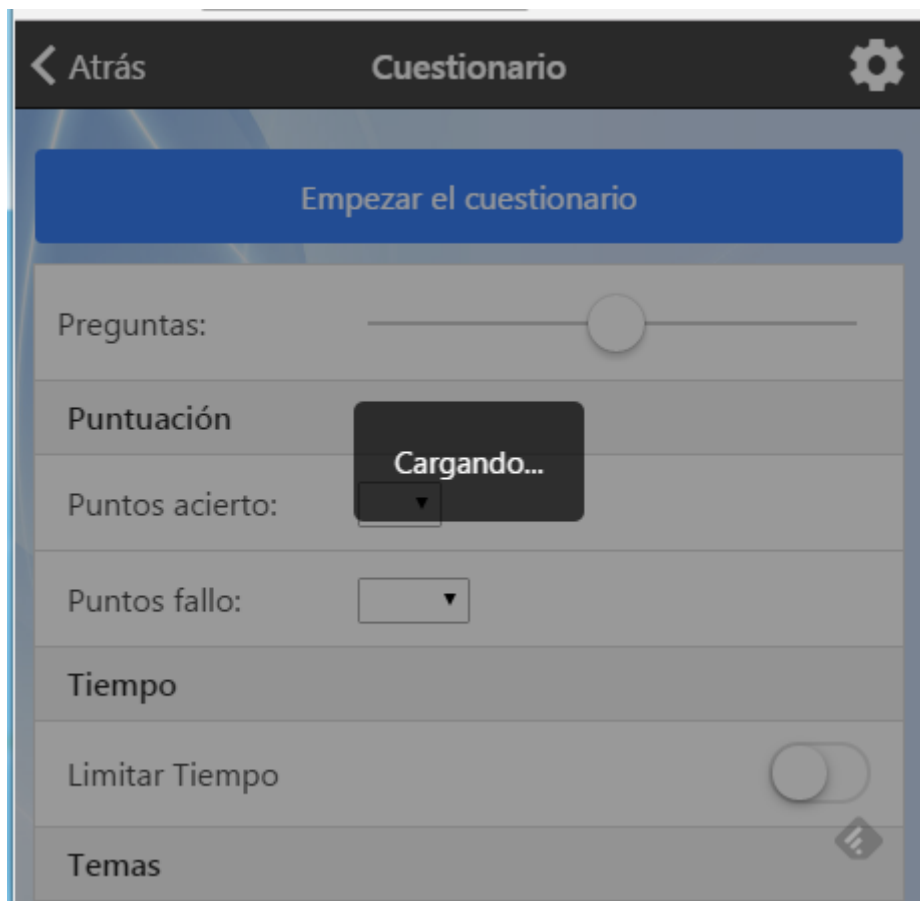 Atrás
Cuestionario
Empezar el cuestionario
Preguntas:
Puntuación
Cargando...
Puntos acierto:
Puntos fallo:
Tiempo
Limitar Tiempo
Temas